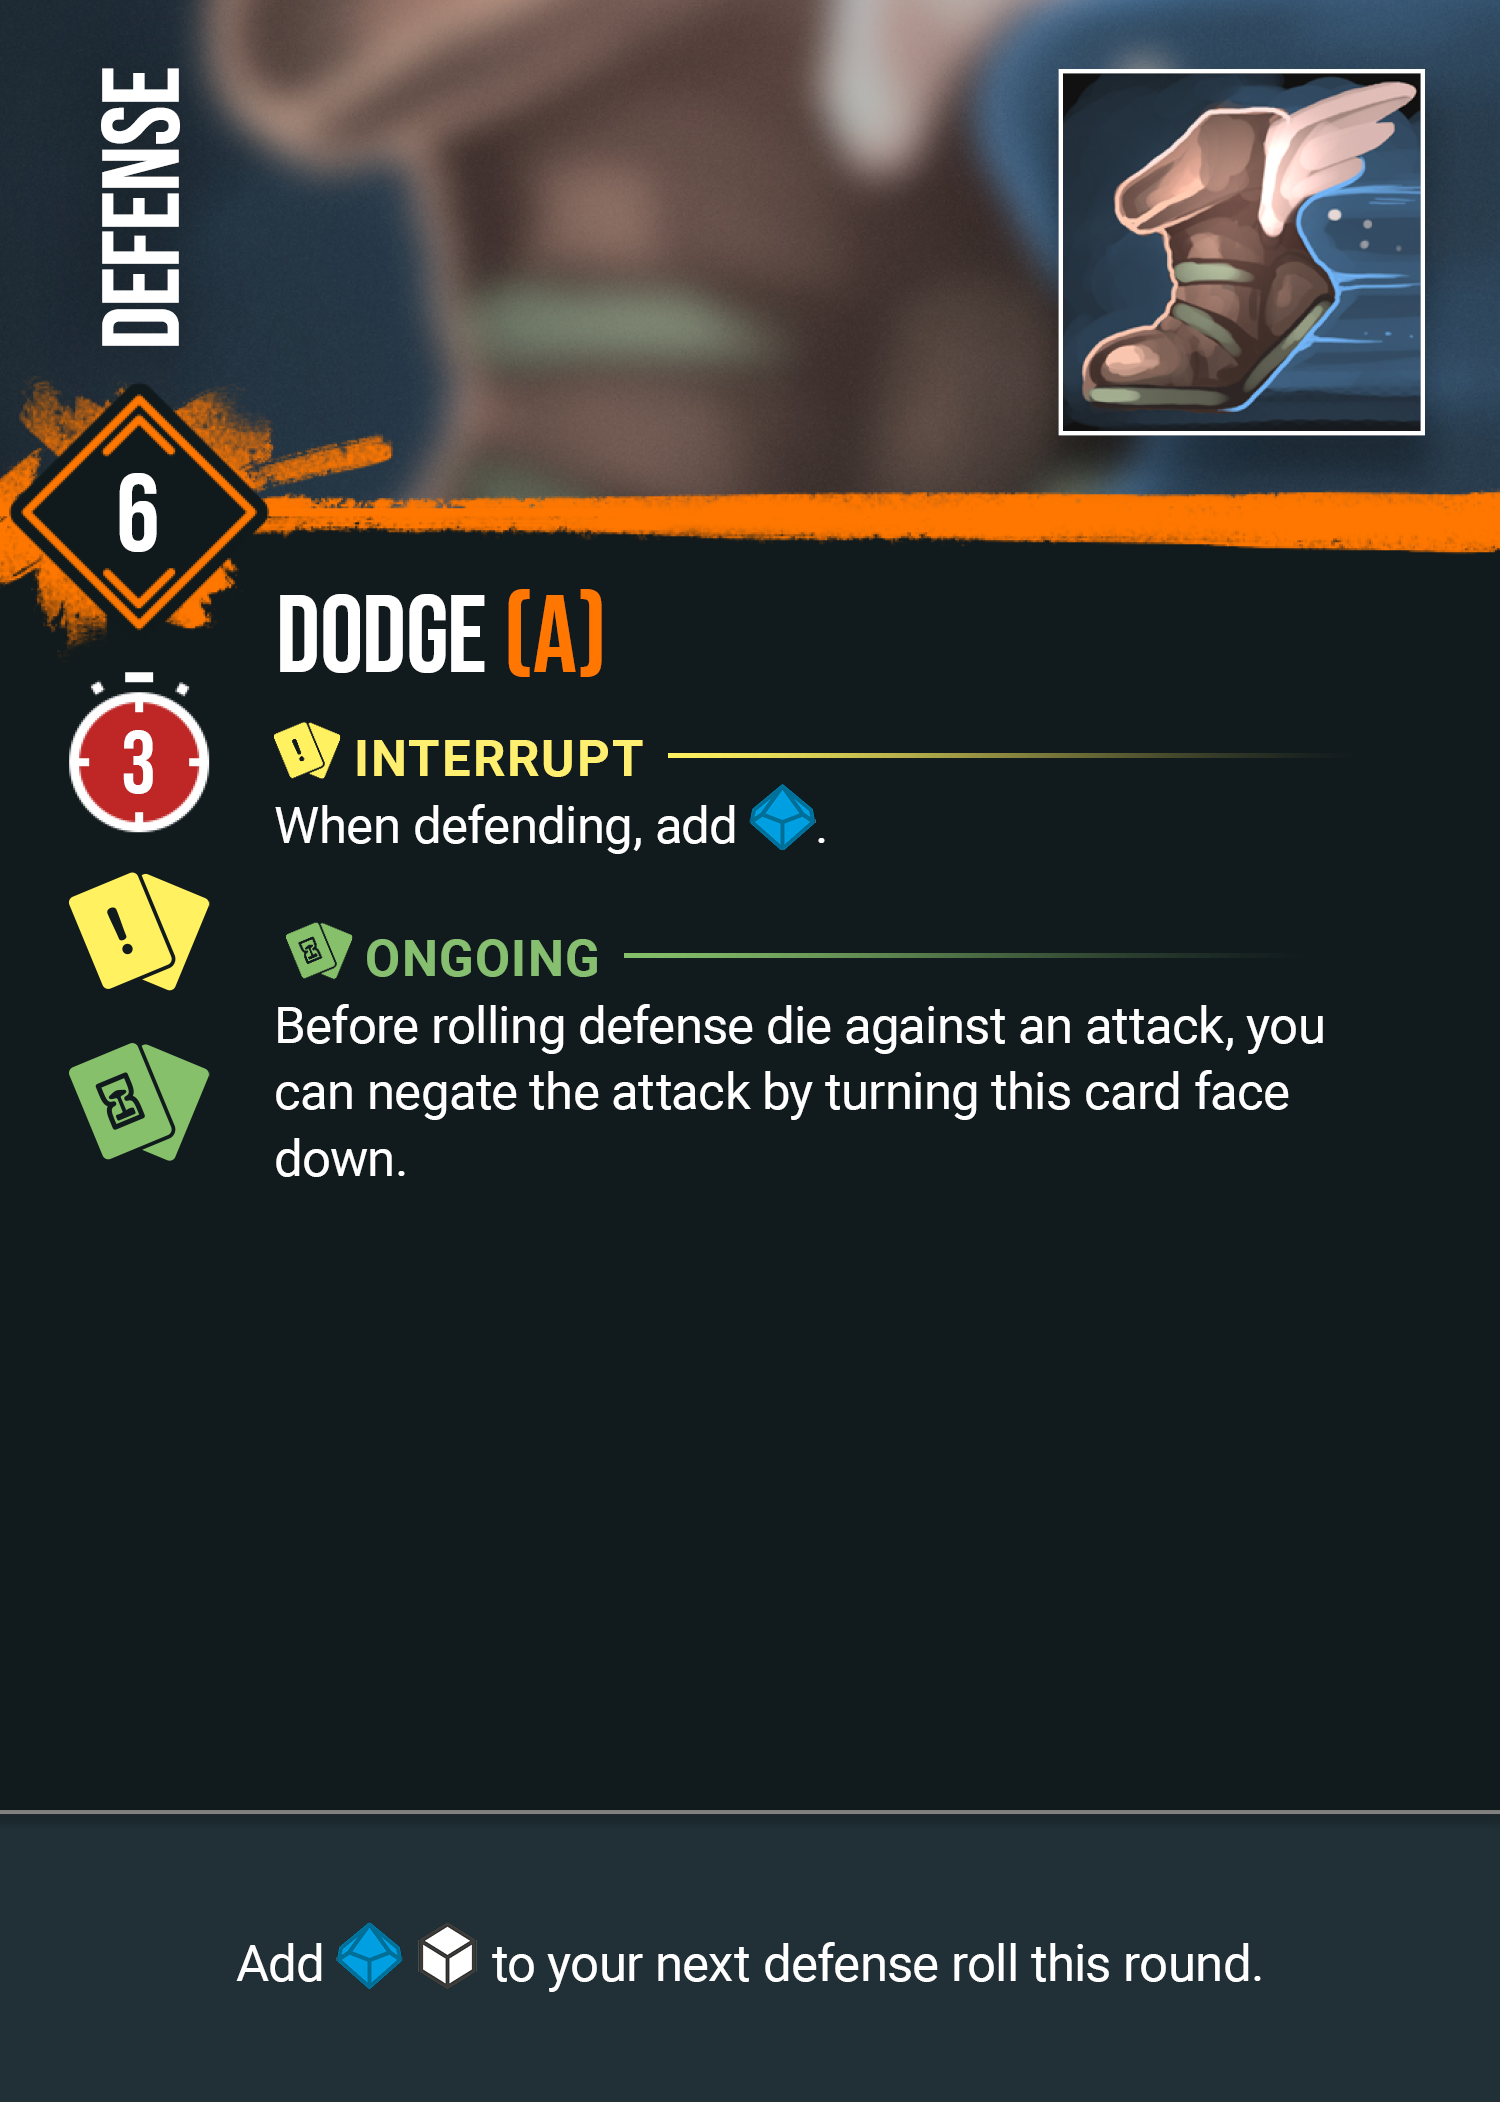 DEFENSE
6
DODGE (A)
3
! INTERRUPT
When defending, add .
!
ONGOING
Before rolling defense die against an attack, you
can negate the attack by turning this card face
down.
Add to your next defense roll this round.